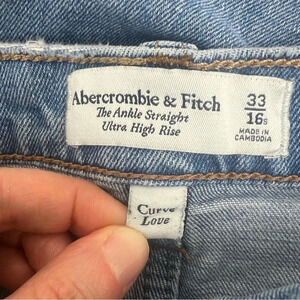 Abercrombie & Fitch
The Ankle Straight
Ultra High Rise
33
16s
MADE IN
CAMBODIA
Curve
Love